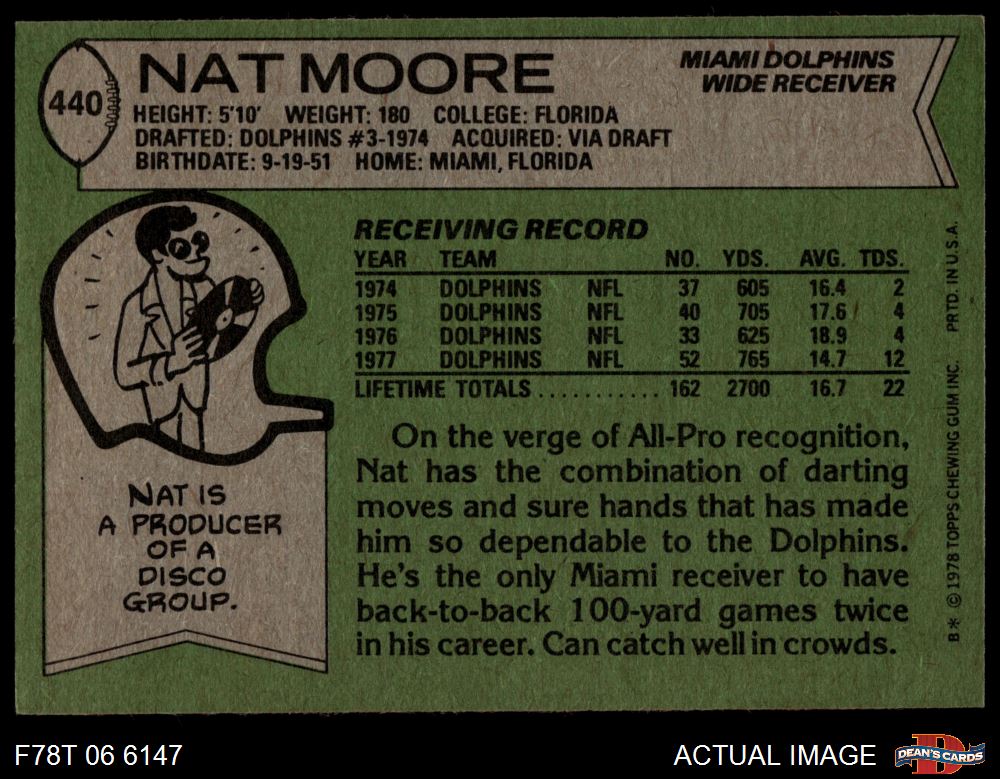 440
NAT MOORE
MIAMI DOLPHINS
WIDE RECEIVER
HEIGHT: 5'10' WEIGHT: 180 COLLEGE: FLORIDA
DRAFTED: DOLPHINS #3-1974 ACQUIRED: VIA DRAFT
BIRTHDATE: 9-19-51 HOME: MIAMI, FLORIDA
RECEIVING RECORD
YEAR TEAM NO. YDS. AVG. TDS.
1974 DOLPHINS NFL 37 605 16.4 2
1975 DOLPHINS NFL 40 705 17.6 4
1976 DOLPHINS NFL 33 625 18.9 4
1977 DOLPHINS NFL 52 765 14.7 12
LIFETIME TOTALS ........... 162 2700 16.7 22
On the verge of All-Pro recognition,
Nat has the combination of darting
moves and sure hands that has made
him so dependable to the Dolphins.
He's the only Miami receiver to have
back-to-back 100-yard games twice
in his career. Can catch well in crowds.
NAT IS
A PRODUCER
OF A
DISCO
GROUP.
B* © 1978 TOPPS CHEWING GUM INC. PRTD. IN U.S.A.
F78T 06 6147
ACTUAL IMAGE
DEAN'S CARDS